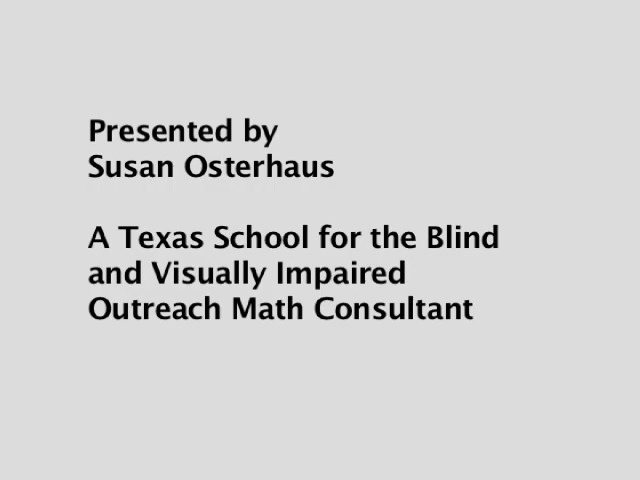 Presented by
Susan Osterhaus
A Texas School for the Blind
and Visually Impaired
Outreach Math Consultant